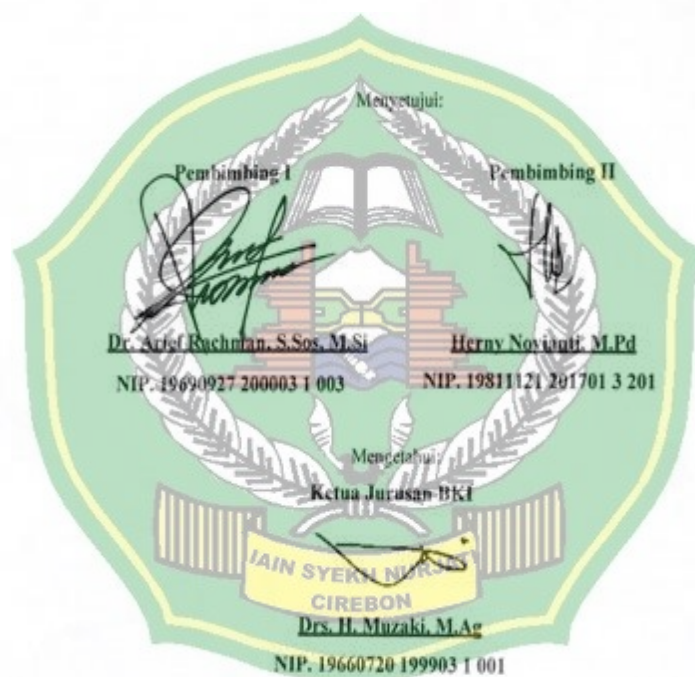 Menyetujui:
Pembimbing I
Pembimbing II
Dr. Arief Rachman, S.Sos, M.Si
NIP. 19690927 200003 1 003
Herny Novianti, M.Pd
NIP. 19811121 201701 3 201
Mengetahui:
Ketua Jurusan BKI
IAIN SYEKH NURJATI
CIREBON
Drs. H. Muzaki, M.Ag
NIP. 19660720 199903 1 001